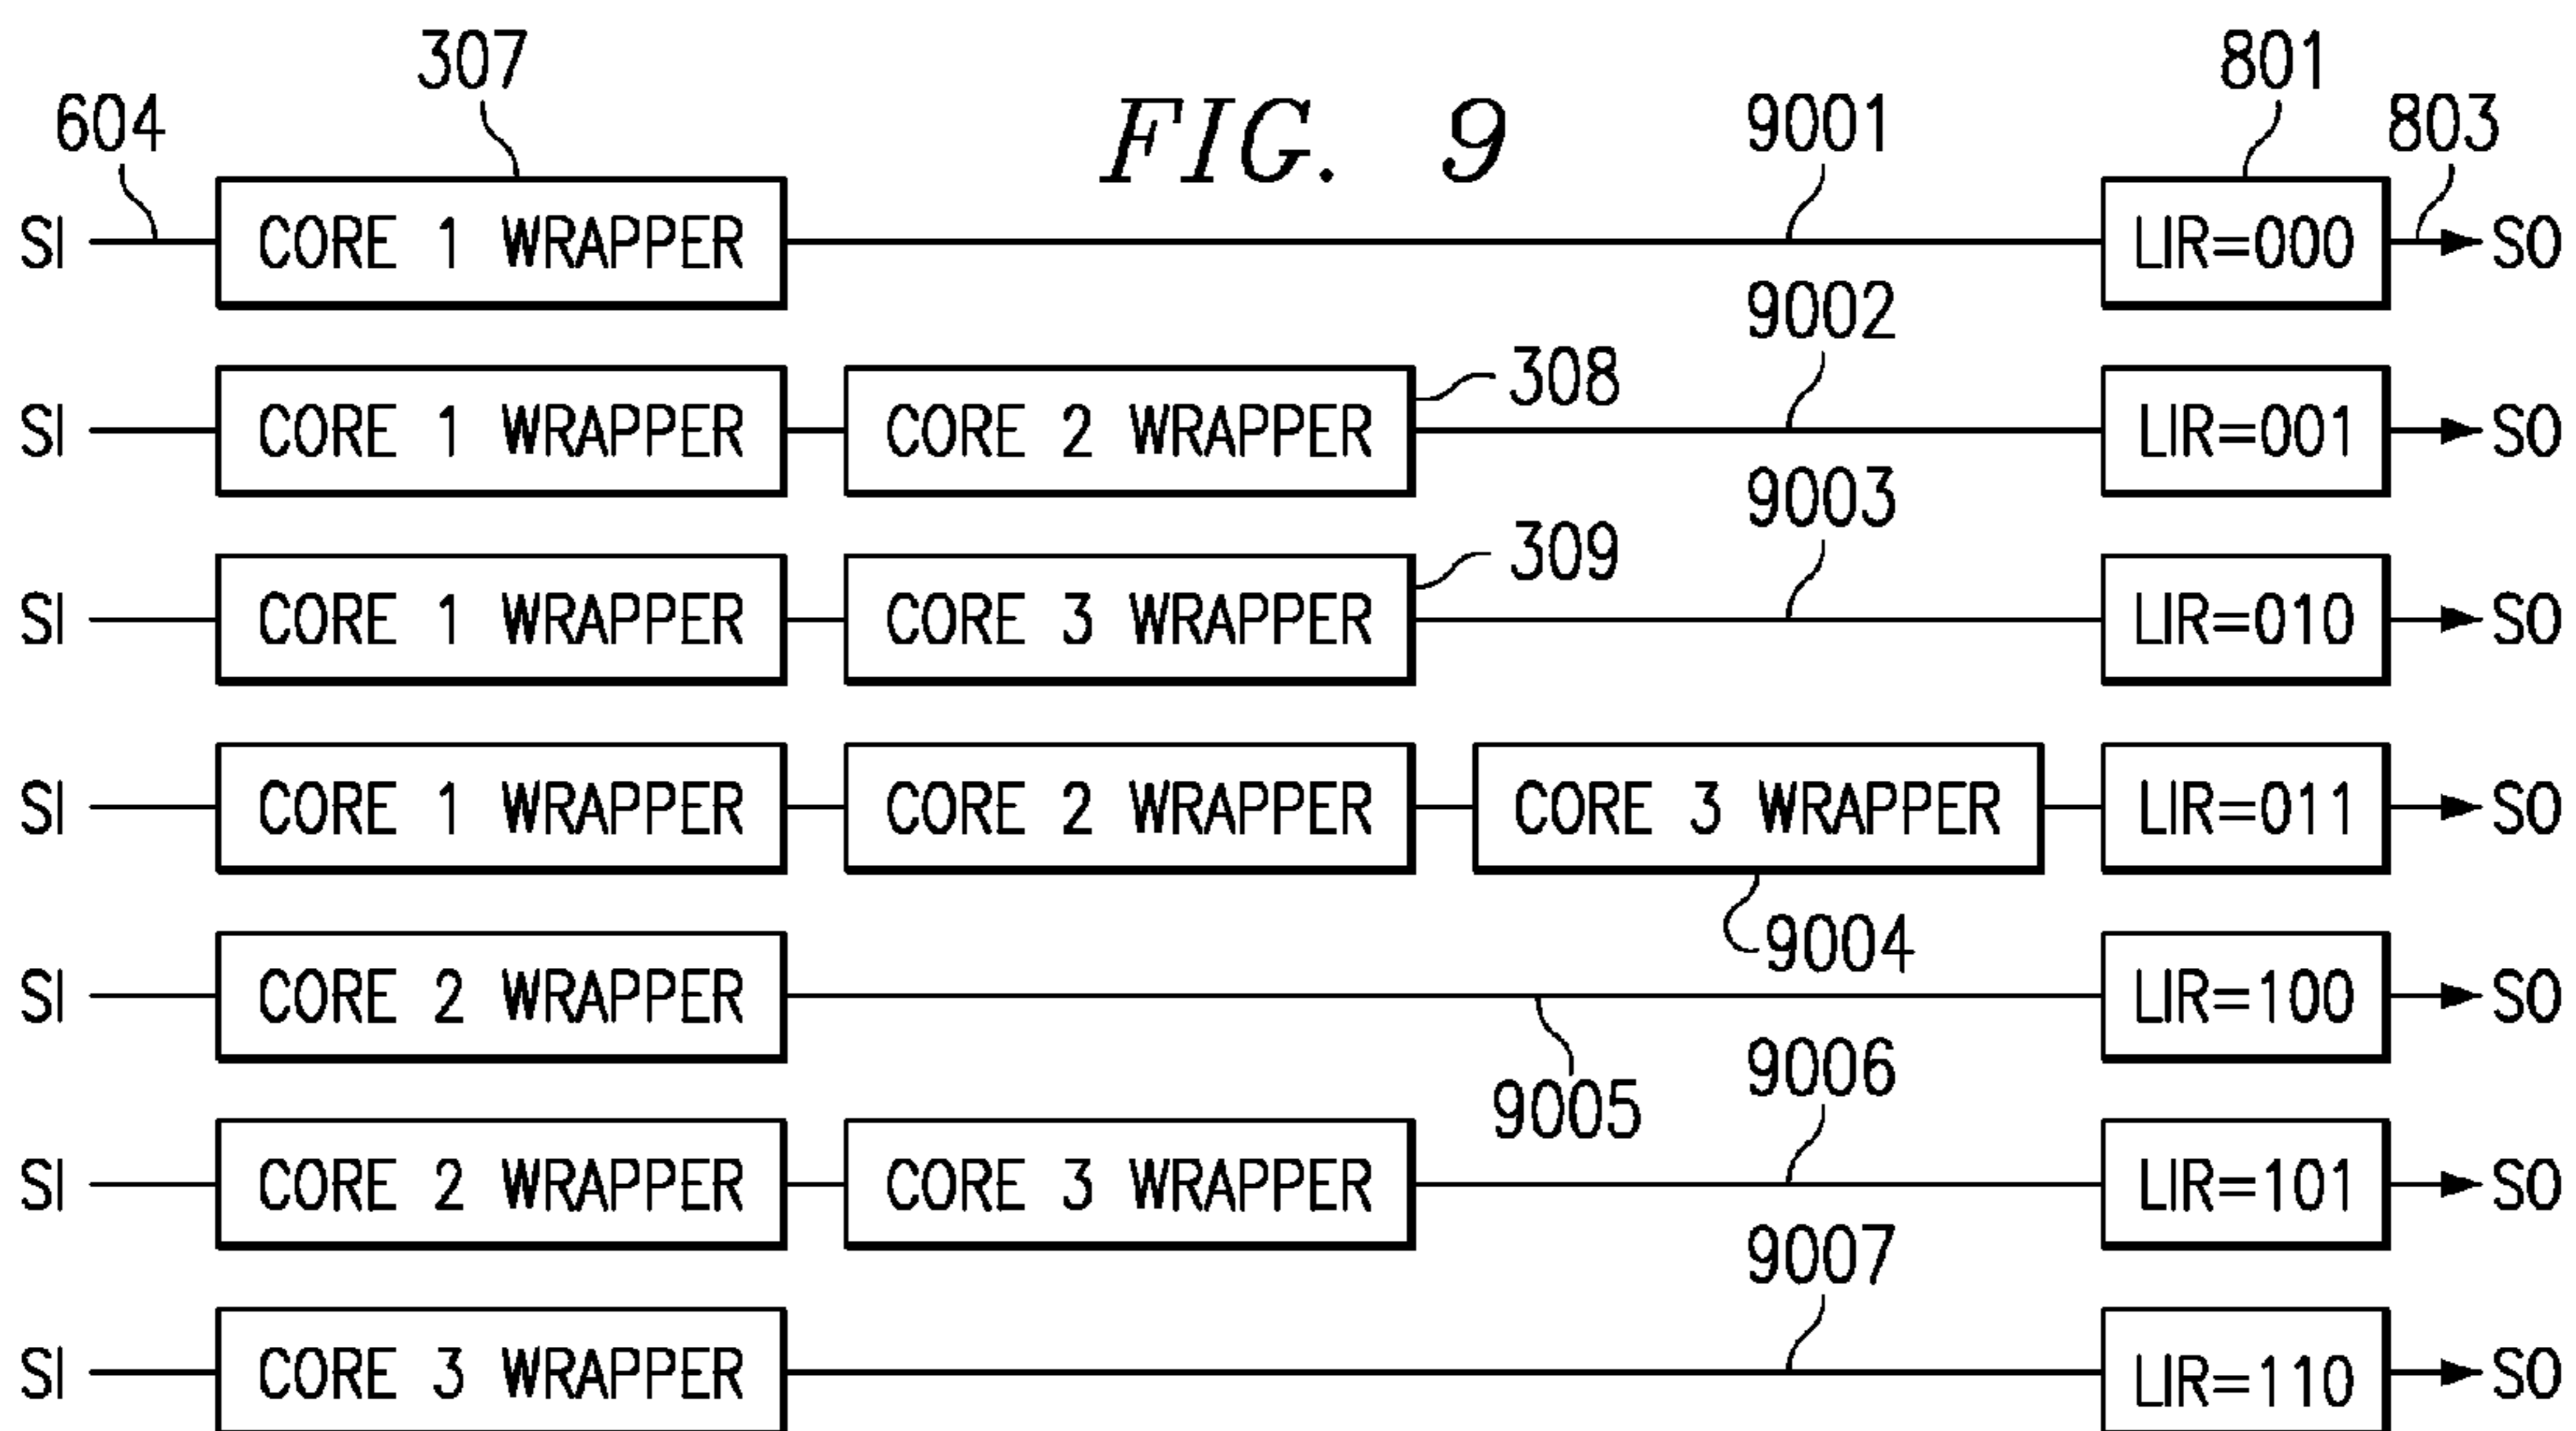 307
801
604
FIG. 9
9001
803
SI CORE 1 WRAPPER LIR=000 SO
9002
308
SI CORE 1 WRAPPER CORE 2 WRAPPER LIR=001 SO
9003
309
SI CORE 1 WRAPPER CORE 3 WRAPPER LIR=010 SO
SI CORE 1 WRAPPER CORE 2 WRAPPER CORE 3 WRAPPER LIR=011 SO
9004
SI CORE 2 WRAPPER LIR=100 SO
9005
9006
SI CORE 2 WRAPPER CORE 3 WRAPPER LIR=101 SO
9007
SI CORE 3 WRAPPER LIR=110 SO